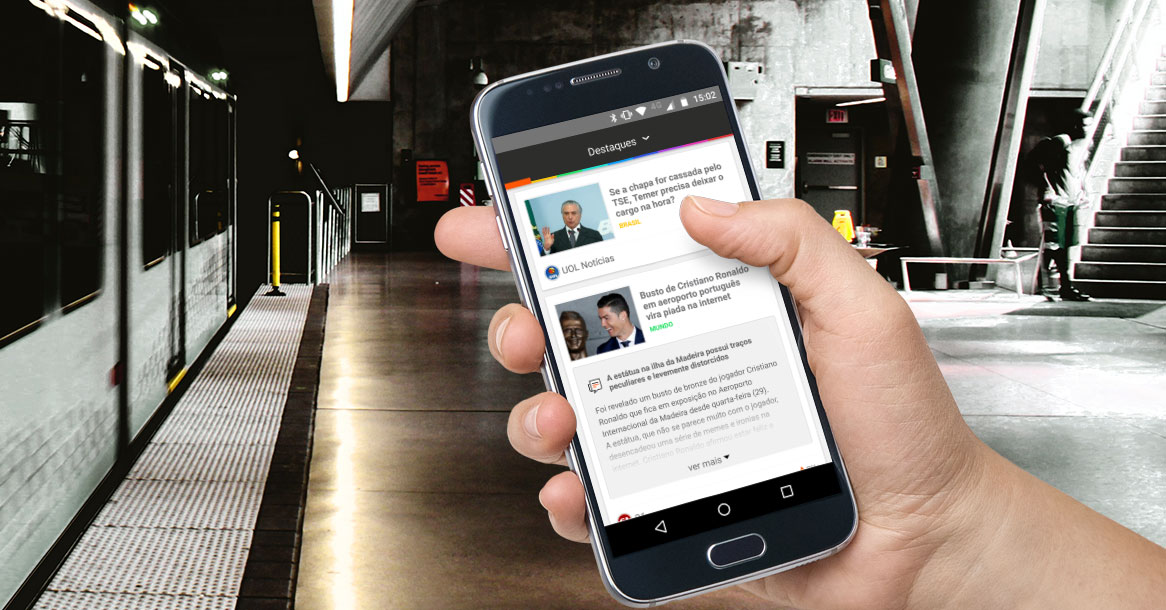 4G 15:02
Destaques
Se a chapa for cassada pelo
TSE, Temer precisa deixar o
cargo na hora?
BRASIL
UOL Notícias
Busto de Cristiano Ronaldo
em aeroporto português
vira piada na internet
MUNDO
A estátua na ilha da Madeira possui traços
peculiares e levemente distorcidos
Foi revelado um busto de bronze do jogador Cristiano
Ronaldo que fica em exposição no Aeroporto
Internacional da Madeira desde quarta-feira (29).
A estátua, que não se parece muito com o jogador,
desencadeou uma série de memes e ironias na
internet. Cristiano Ronaldo afirmou estar feliz e
ver mais
EXIT